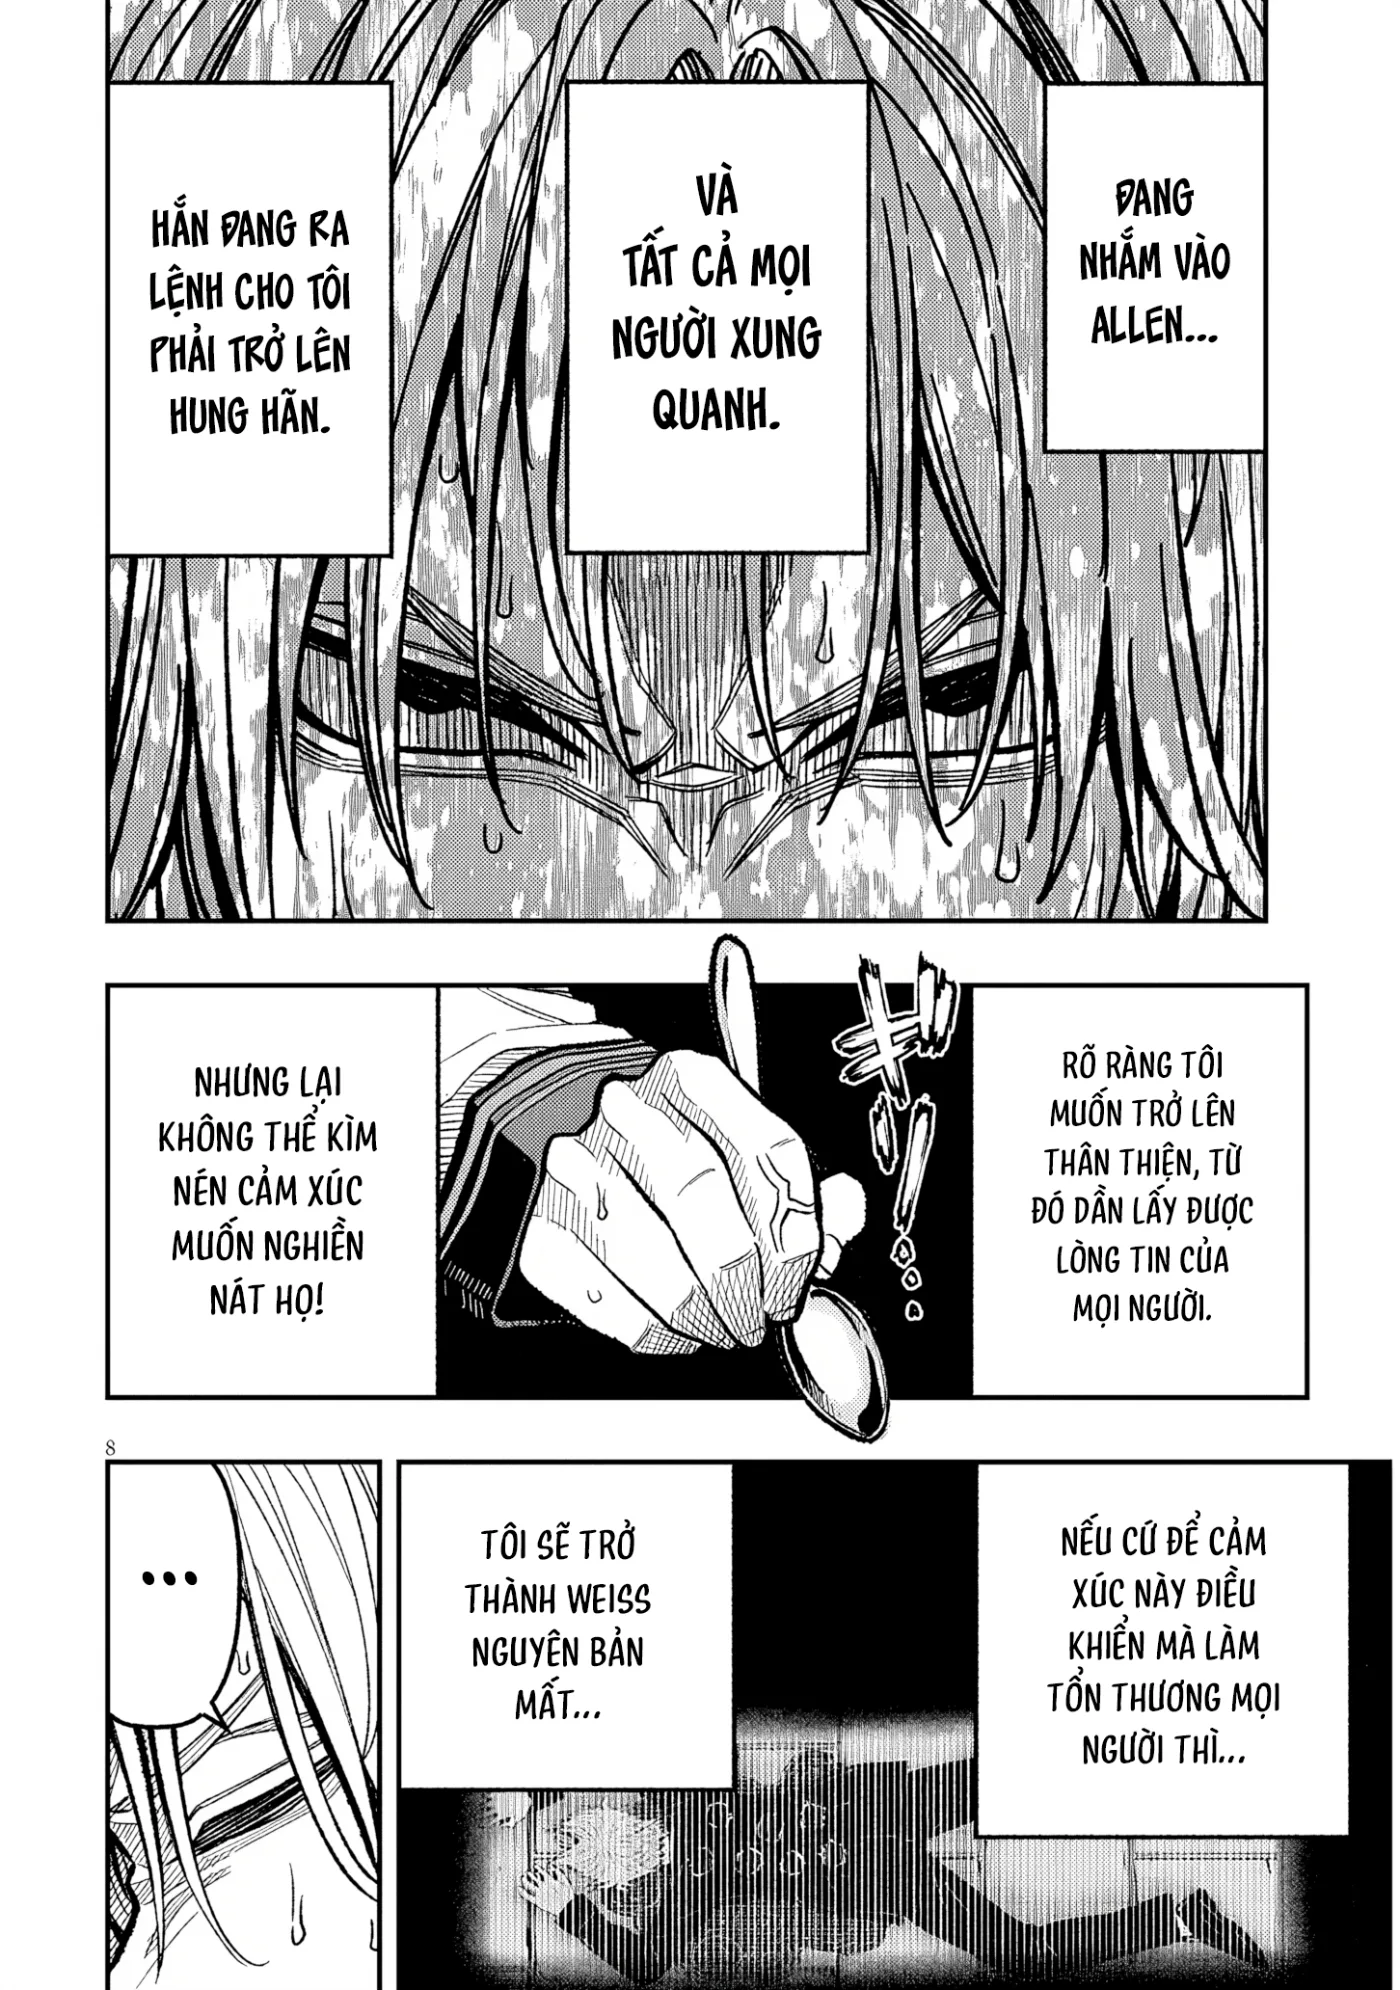 ĐANG
NHẮM VÀO
ALLEN...
VÀ
TẤT CẢ MỌI
NGƯỜI XUNG
QUANH.
HẮN ĐANG RA
LỆNH CHO TÔI
PHẢI TRỞ LÊN
HUNG HÃN.
RÕ RÀNG TÔI
MUỐN TRỞ LÊN
THÂN THIỆN, TỪ
ĐÓ DẦN LẤY ĐƯỢC
LÒNG TIN CỦA
MỌI NGƯỜI.
NHƯNG LẠI
KHÔNG THỂ KÌM
NÉN CẢM XÚC
MUỐN NGHIỀN
NÁT HỌ!
8
NẾU CỨ ĐỂ CẢM
XÚC NÀY ĐIỀU
KHIỂN MÀ LÀM
TỔN THƯƠNG MỌI
NGƯỜI THÌ...
TÔI SẼ TRỞ
THÀNH WEISS
NGUYÊN BẢN
MẤT...
...